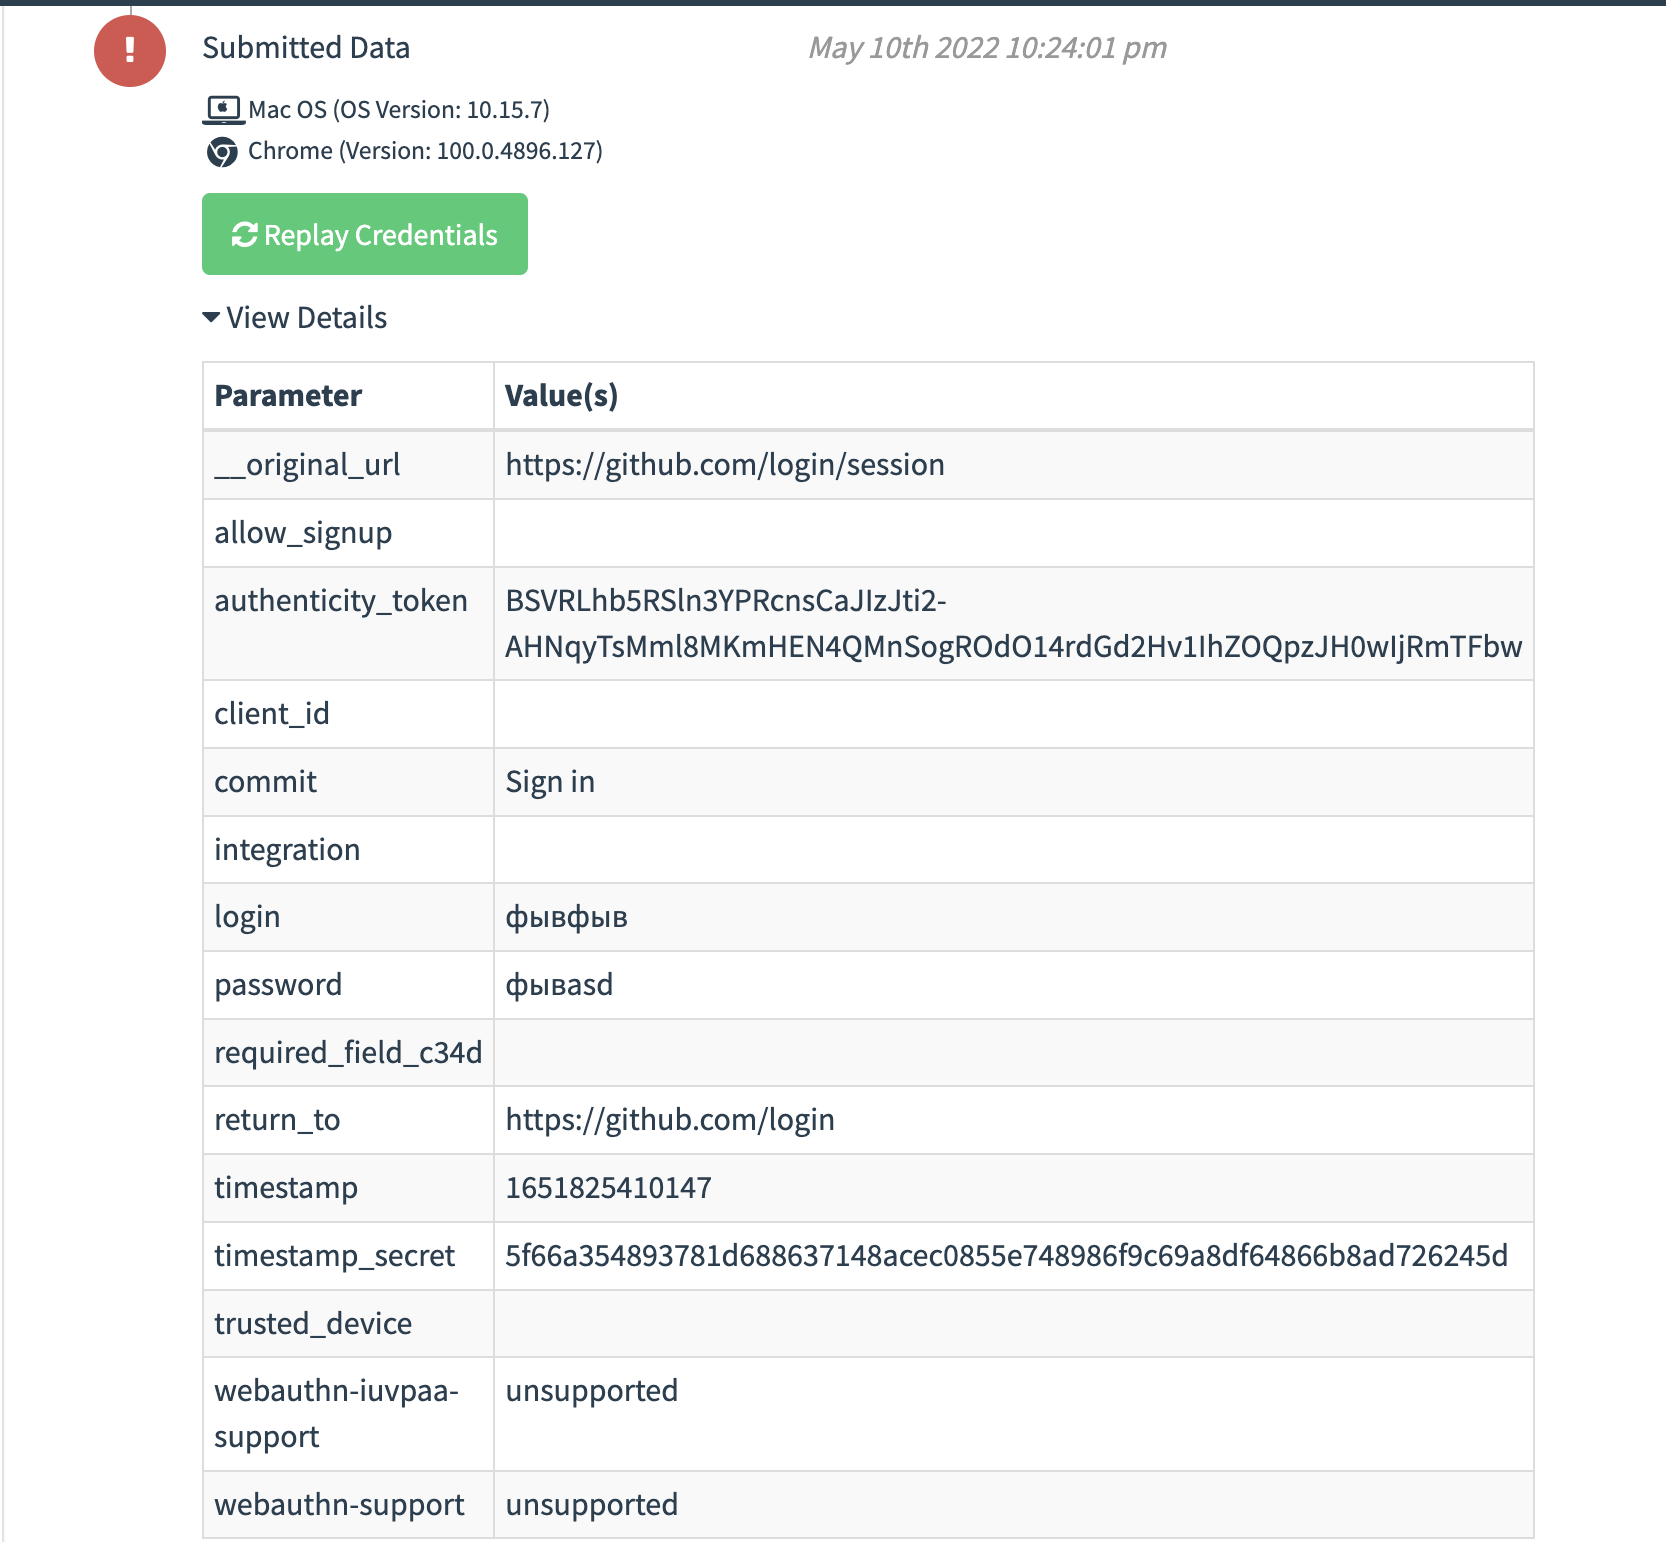 Submitted Data
May 10th 2022 10:24:01 pm
Mac OS (OS Version: 10.15.7)
Chrome (Version: 100.0.4896.127)
Replay Credentials
View Details
Parameter Value(s)
__original_url https://github.com/login/session
allow_signup
authenticity_token BSVRLhb5RSln3YPRcnsCaJIzJti2-
AHNqyTsMml8MKmHEN4QMnSogROdO14rdGd2Hv1IhZOQpzJH0wIjRmTFbw
client_id
commit Sign in
integration
login фывфыв
password фывasd
required_field_c34d
return_to https://github.com/login
timestamp 1651825410147
timestamp_secret 5f66a354893781d688637148acec0855e748986f9c69a8df64866b8ad726245d
trusted_device
webauthn-iuvpaa- unsupported
support
webauthn-support unsupported